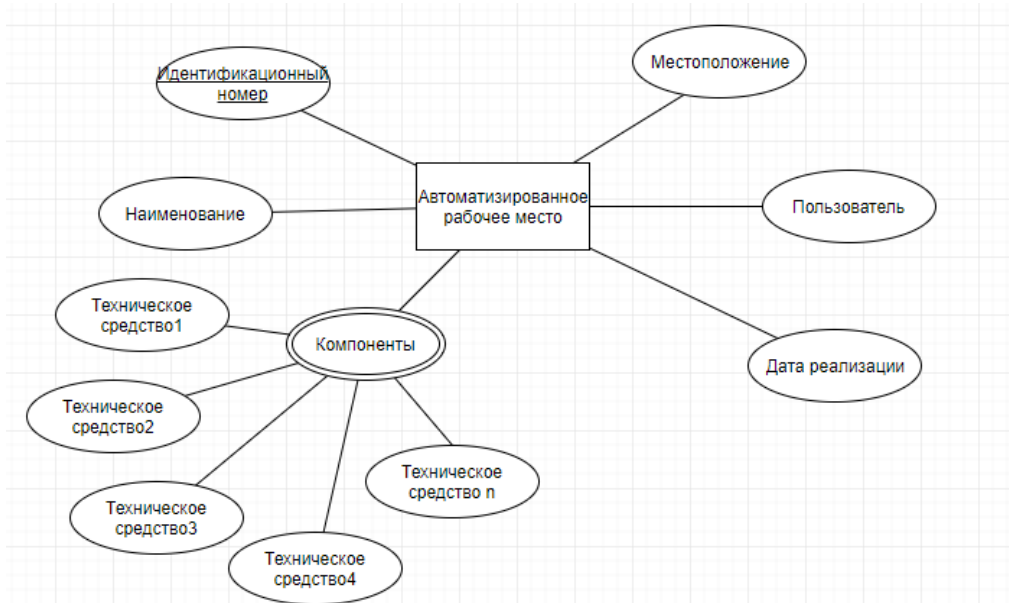 Идентификационный
номер
Местоположение
Автоматизированное
рабочее место
Наименование
Пользователь
Техническое
средство1
Компоненты
Дата реализации
Техническое
средство2
Техническое
средство n
Техническое
средство3
Техническое
средство4